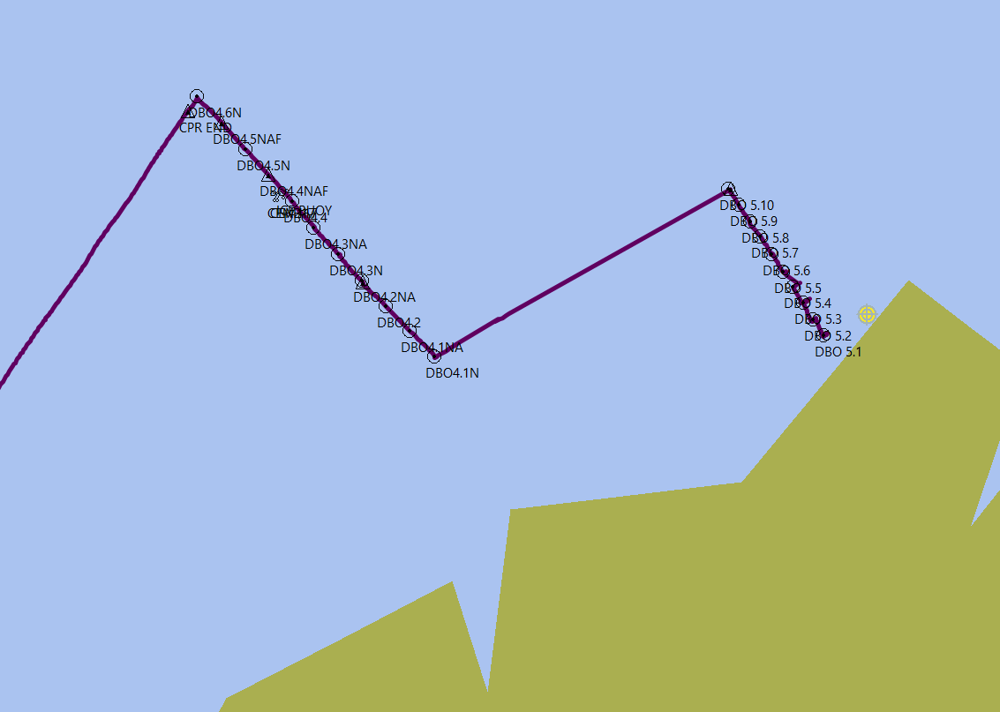 DBO4.6N
CPR END
DBO4.5NAF
DBO4.5N
DBO4.4NAF
ICE BUOY
DBO4.4
DBO4.3NA
DBO4.3N
DBO4.2NA
DBO4.2
DBO4.1NA
DBO4.1N
DBO 5.10
DBO 5.9
DBO 5.8
DBO 5.7
DBO 5.6
DBO 5.5
DBO 5.4
DBO 5.3
DBO 5.2
DBO 5.1